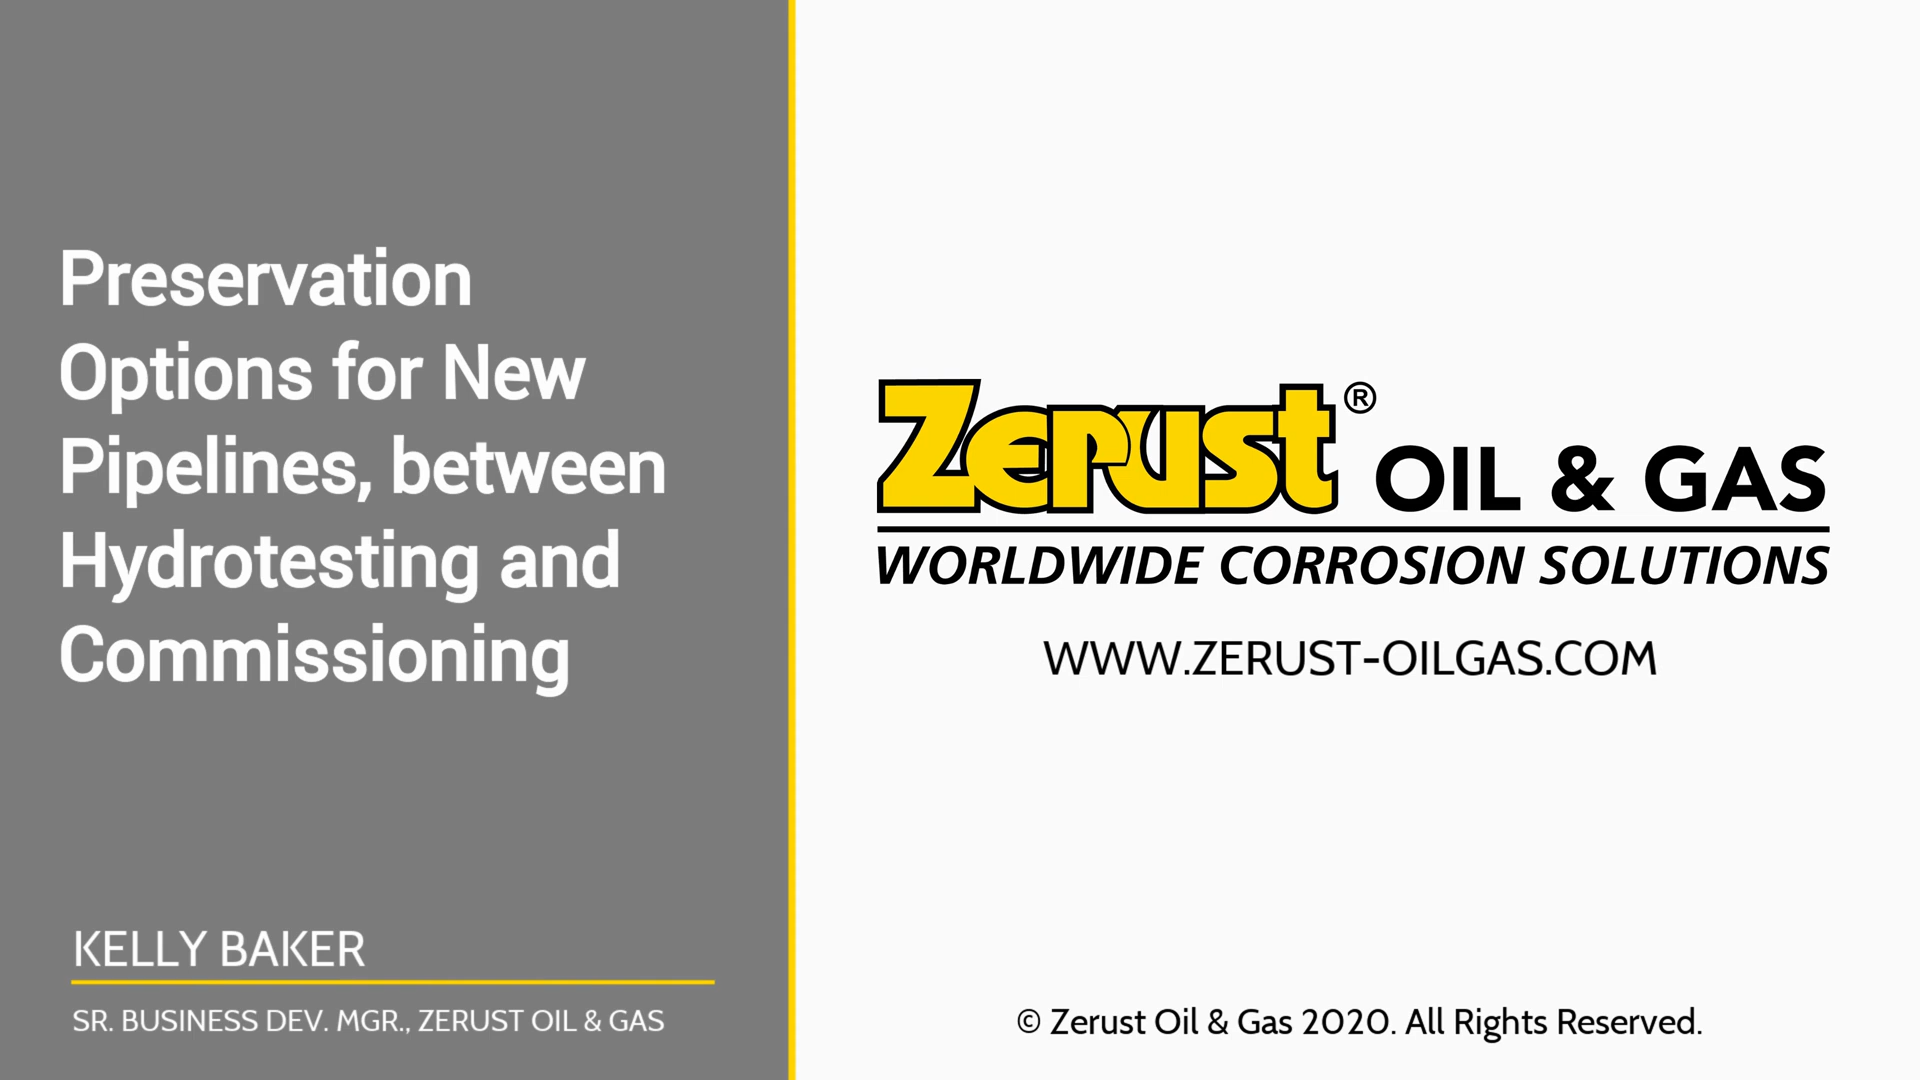 Preservation
Options for New
Pipelines, between
Hydrotesting and
Commissioning
KELLY BAKER
SR. BUSINESS DEV. MGR., ZERUST OIL & GAS
Zerust® OIL & GAS
WORLDWIDE CORROSION SOLUTIONS
WWW.ZERUST-OILGAS.COM
© Zerust Oil & Gas 2020. All Rights Reserved.